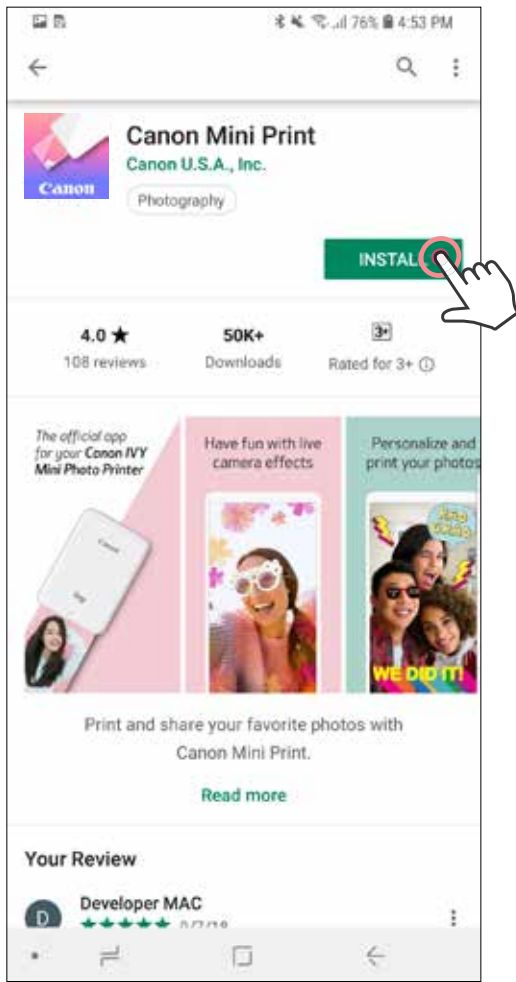 76% 4:53 PM
Canon Mini Print
Canon U.S.A., Inc.
Canon
Photography
INSTAL
4.0 ★
50K+
3+
108 reviews
Downloads
Rated for 3+
The official app
for your Canon IVY
Mini Photo Printer
Have fun with live
camera effects
Personalize and
print your photos
Canon
WE DID IT!
Print and share your favorite photos with
Canon Mini Print.
Read more
Your Review
D
Developer MAC
★★★★★